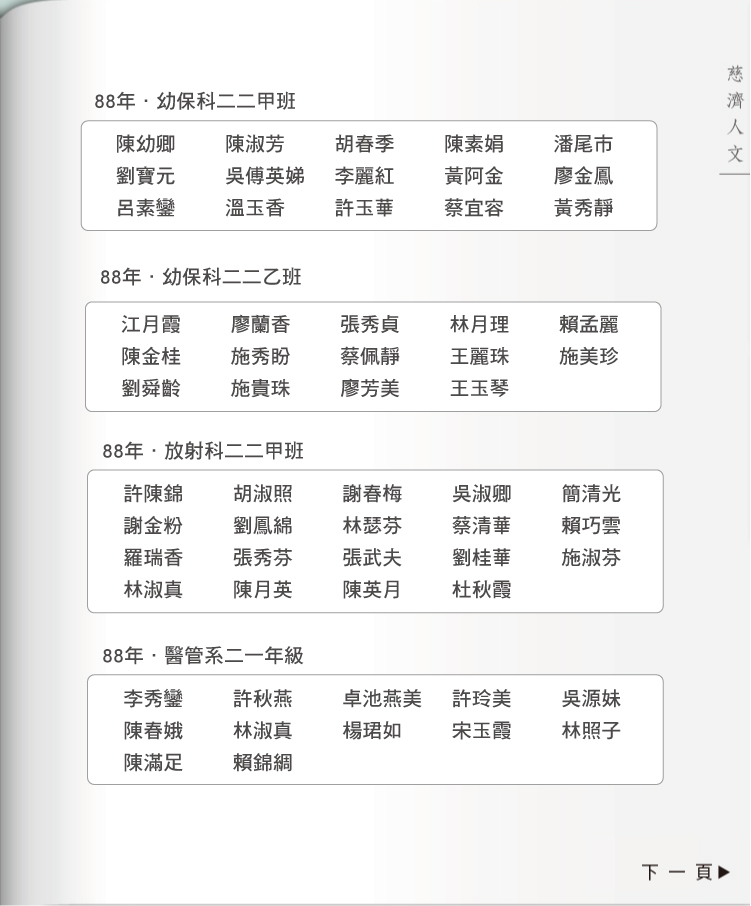 慈濟人文
88年·幼保科二二甲班
陳幼卿 陳淑芳 胡春季 陳素娟 潘尾市
劉寶元 吳傅英娣 李麗紅 黃阿金 廖金鳳
呂素鑾 溫玉香 許玉華 蔡宜容 黃秀靜
88年·幼保科二二乙班
江月霞 廖蘭香 張秀貞 林月理 賴孟麗
陳金桂 施秀盼 蔡佩靜 王麗珠 施美珍
劉舜齡 施貴珠 廖芳美 王玉琴
88年·放射科二二甲班
許陳錦 胡淑照 謝春梅 吳淑卿 簡清光
謝金粉 劉鳳綿 林瑟芬 蔡清華 賴巧雲
羅瑞香 張秀芬 張武夫 劉桂華 施淑芬
林淑真 陳月英 陳英月 杜秋霞
88年·醫管系二一年級
李秀鑾 許秋燕 卓池燕美 許玲美 吳源妹
陳春娥 林淑真 楊珺如 宋玉霞 林照子
陳滿足 賴錦綢
下一頁▶